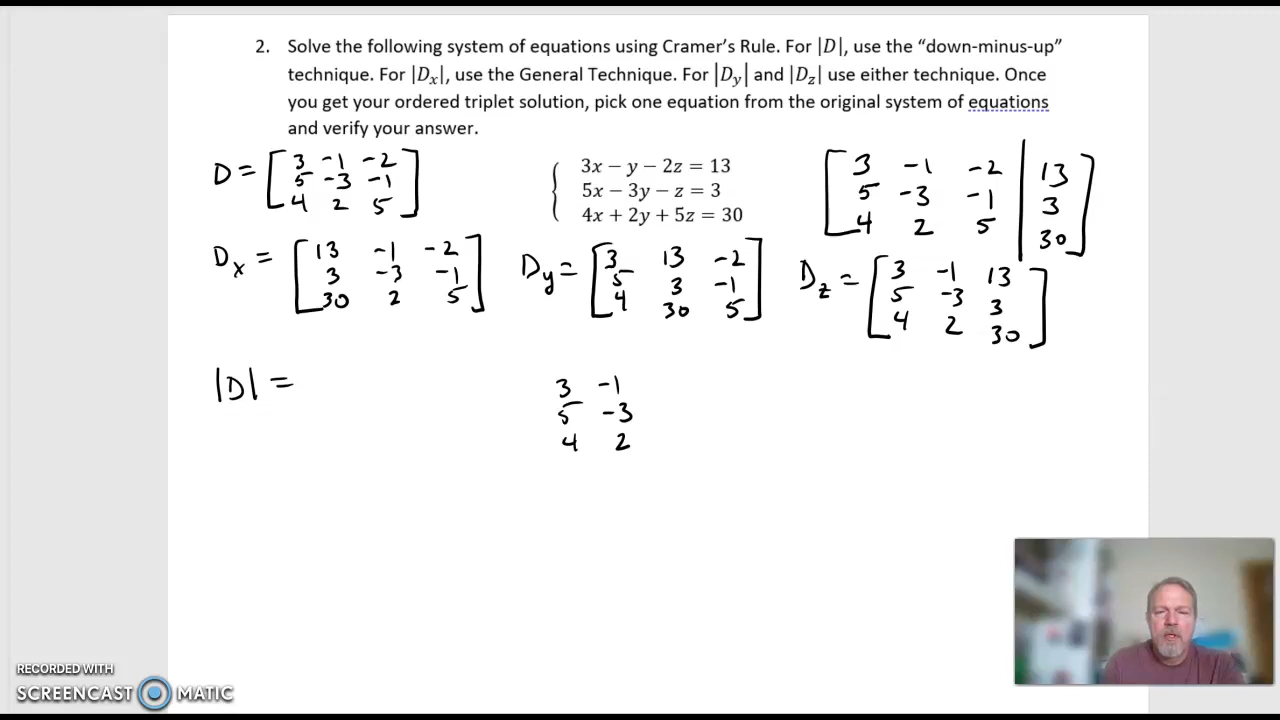 2. Solve the following system of equations using Cramer's Rule. For |D|, use the "down-minus-up"
technique. For |Dₓ|, use the General Technique. For |D_y| and |D_z| use either technique. Once
you get your ordered triplet solution, pick one equation from the original system of equations
and verify your answer.
D = [3 -1 -2
5 -3 -1
4 2 5]
{ 3x − y − 2z = 13
5x − 3y − z = 3
4x + 2y + 5z = 30
[3 -1 -2 | 13
5 -3 -1 | 3
4 2 5 | 30]
Dₓ = [13 -1 -2
3 -3 -1
30 2 5]
D_y = [3 13 -2
5 3 -1
4 30 5]
D_z = [3 -1 13
5 -3 3
4 2 30]
|D| =
3 -1
5 -3
4 2
RECORDED WITH
SCREENCAST MATIC